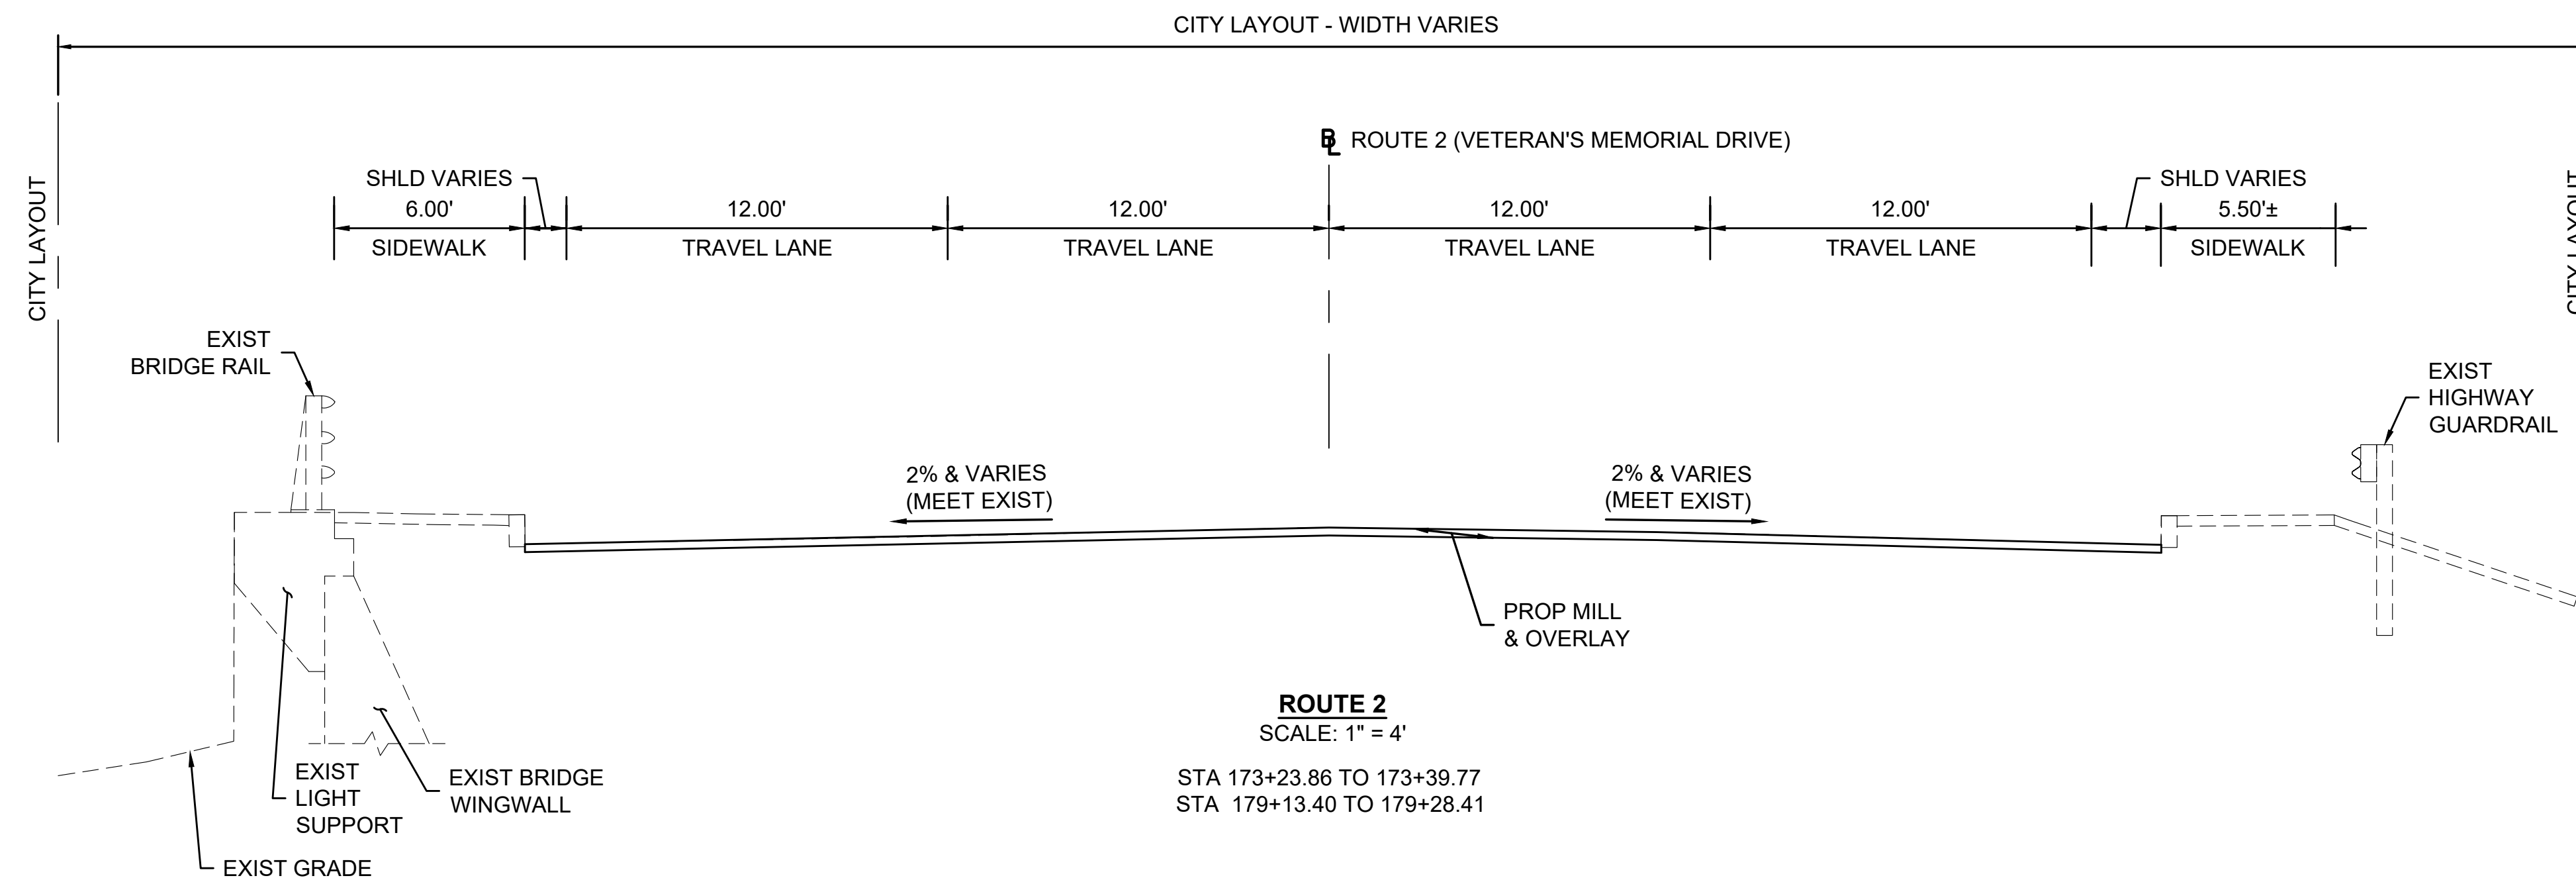 CITY LAYOUT - WIDTH VARIES
CITY LAYOUT
CITY LAYOUT
℄ ROUTE 2 (VETERAN'S MEMORIAL DRIVE)
SHLD VARIES
SHLD VARIES
6.00' 12.00' 12.00' 12.00' 12.00' 5.50'±
SIDEWALK TRAVEL LANE TRAVEL LANE TRAVEL LANE TRAVEL LANE SIDEWALK
EXIST
BRIDGE RAIL
EXIST
HIGHWAY
GUARDRAIL
2% & VARIES
(MEET EXIST)
2% & VARIES
(MEET EXIST)
PROP MILL
& OVERLAY
ROUTE 2
SCALE: 1" = 4'
STA 173+23.86 TO 173+39.77
STA 179+13.40 TO 179+28.41
EXIST
LIGHT
SUPPORT
EXIST BRIDGE
WINGWALL
EXIST GRADE